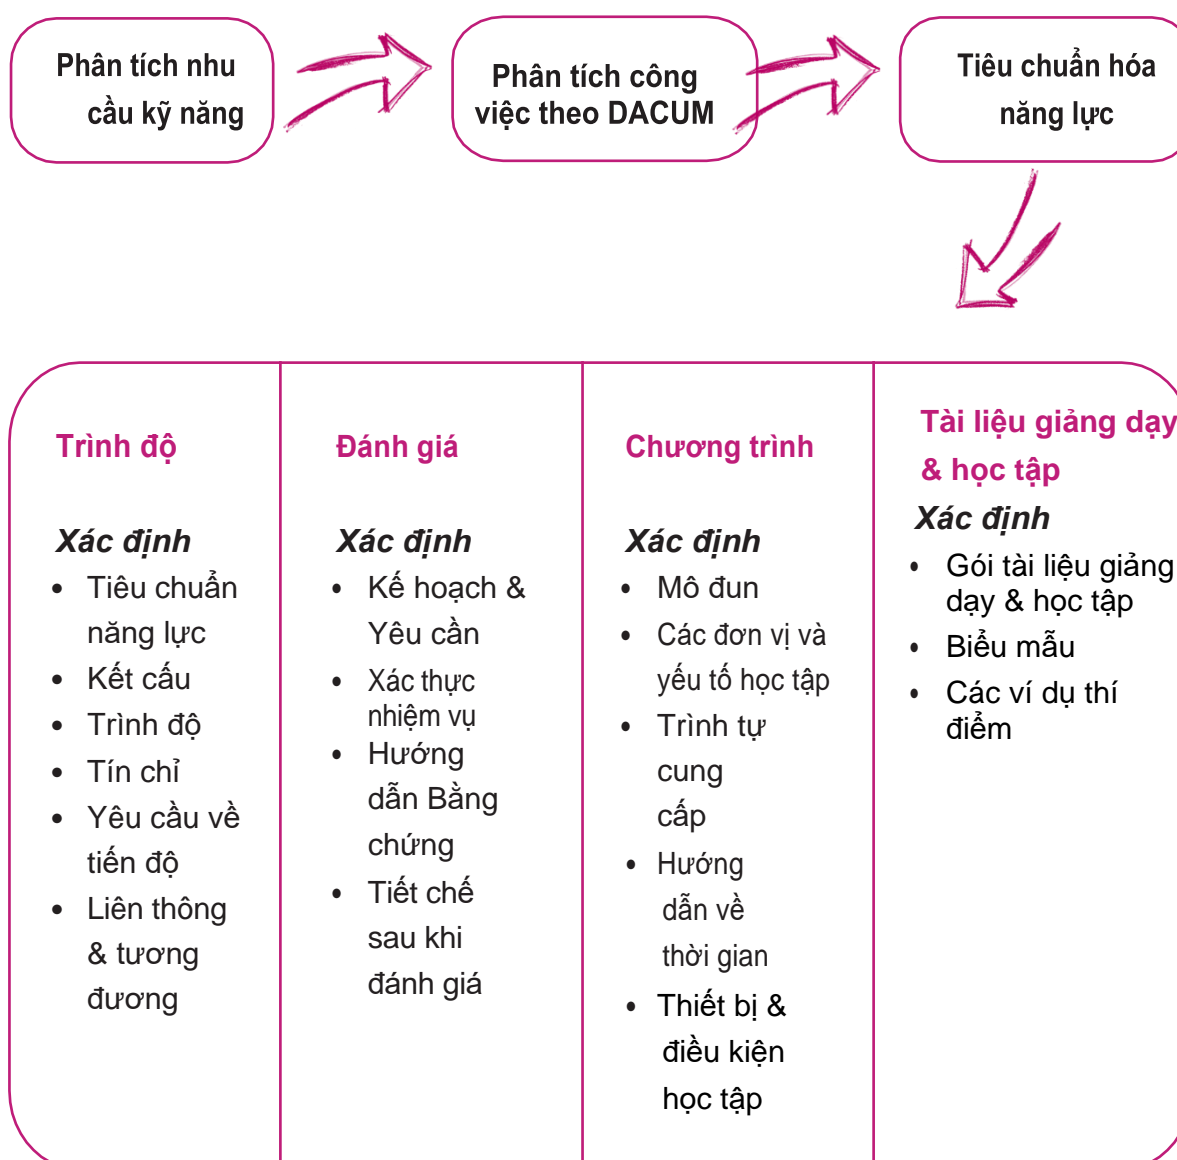 Phân tích nhu
cầu kỹ năng
Phân tích công
việc theo DACUM
Tiêu chuẩn hóa
năng lực
Trình độ
Xác định
• Tiêu chuẩn
năng lực
• Kết cấu
• Trình độ
• Tín chỉ
• Yêu cầu về
tiến độ
• Liên thông
& tương
đương
Đánh giá
Xác định
• Kế hoạch &
Yêu cần
• Xác thực
nhiệm vụ
• Hướng
dẫn Bằng
chứng
• Tiết chế
sau khi
đánh giá
Chương trình
Xác định
• Mô đun
• Các đơn vị và
yếu tố học tập
• Trình tự
cung
cấp
• Hướng
dẫn về
thời gian
• Thiết bị &
điều kiện
học tập
Tài liệu giảng dạy
& học tập
Xác định
• Gói tài liệu giảng
dạy & học tập
• Biểu mẫu
• Các ví dụ thí
điểm